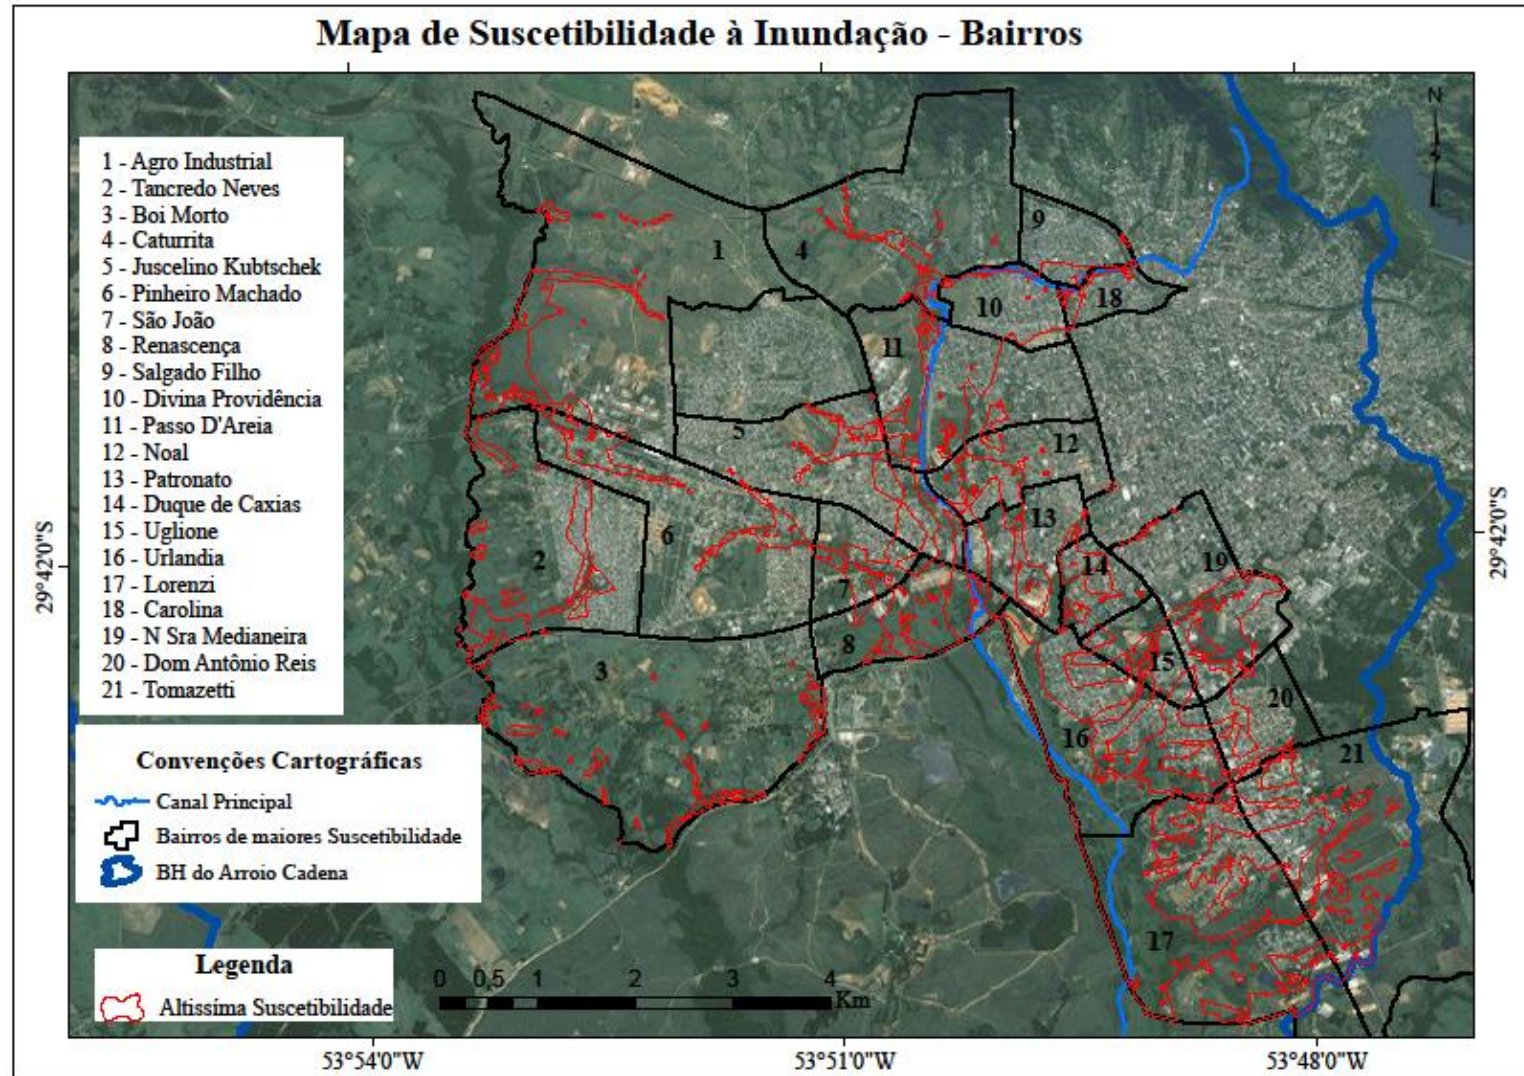 Mapa de Suscetibilidade à Inundação - Bairros
N
1 - Agro Industrial
2 - Tancredo Neves
3 - Boi Morto
4 - Caturrita
5 - Juscelino Kubtschek
6 - Pinheiro Machado
7 - São João
8 - Renascença
9 - Salgado Filho
10 - Divina Providência
11 - Passo D'Areia
12 - Noal
13 - Patronato
14 - Duque de Caxias
15 - Uglione
16 - Urlandia
17 - Lorenzi
18 - Carolina
19 - N Sra Medianeira
20 - Dom Antônio Reis
21 - Tomazetti
9
1
4
18
10
11
5
12
13
6
2
7
14
19
8
3
15
20
16
21
17
29°42'0"S
29°42'0"S
Convenções Cartográficas
Canal Principal
Bairros de maiores Suscetibilidade
BH do Arroio Cadena
Legenda
Altissíma Suscetibilidade
0 0,5 1 2 3 4
Km
53°54'0"W 53°51'0"W 53°48'0"W